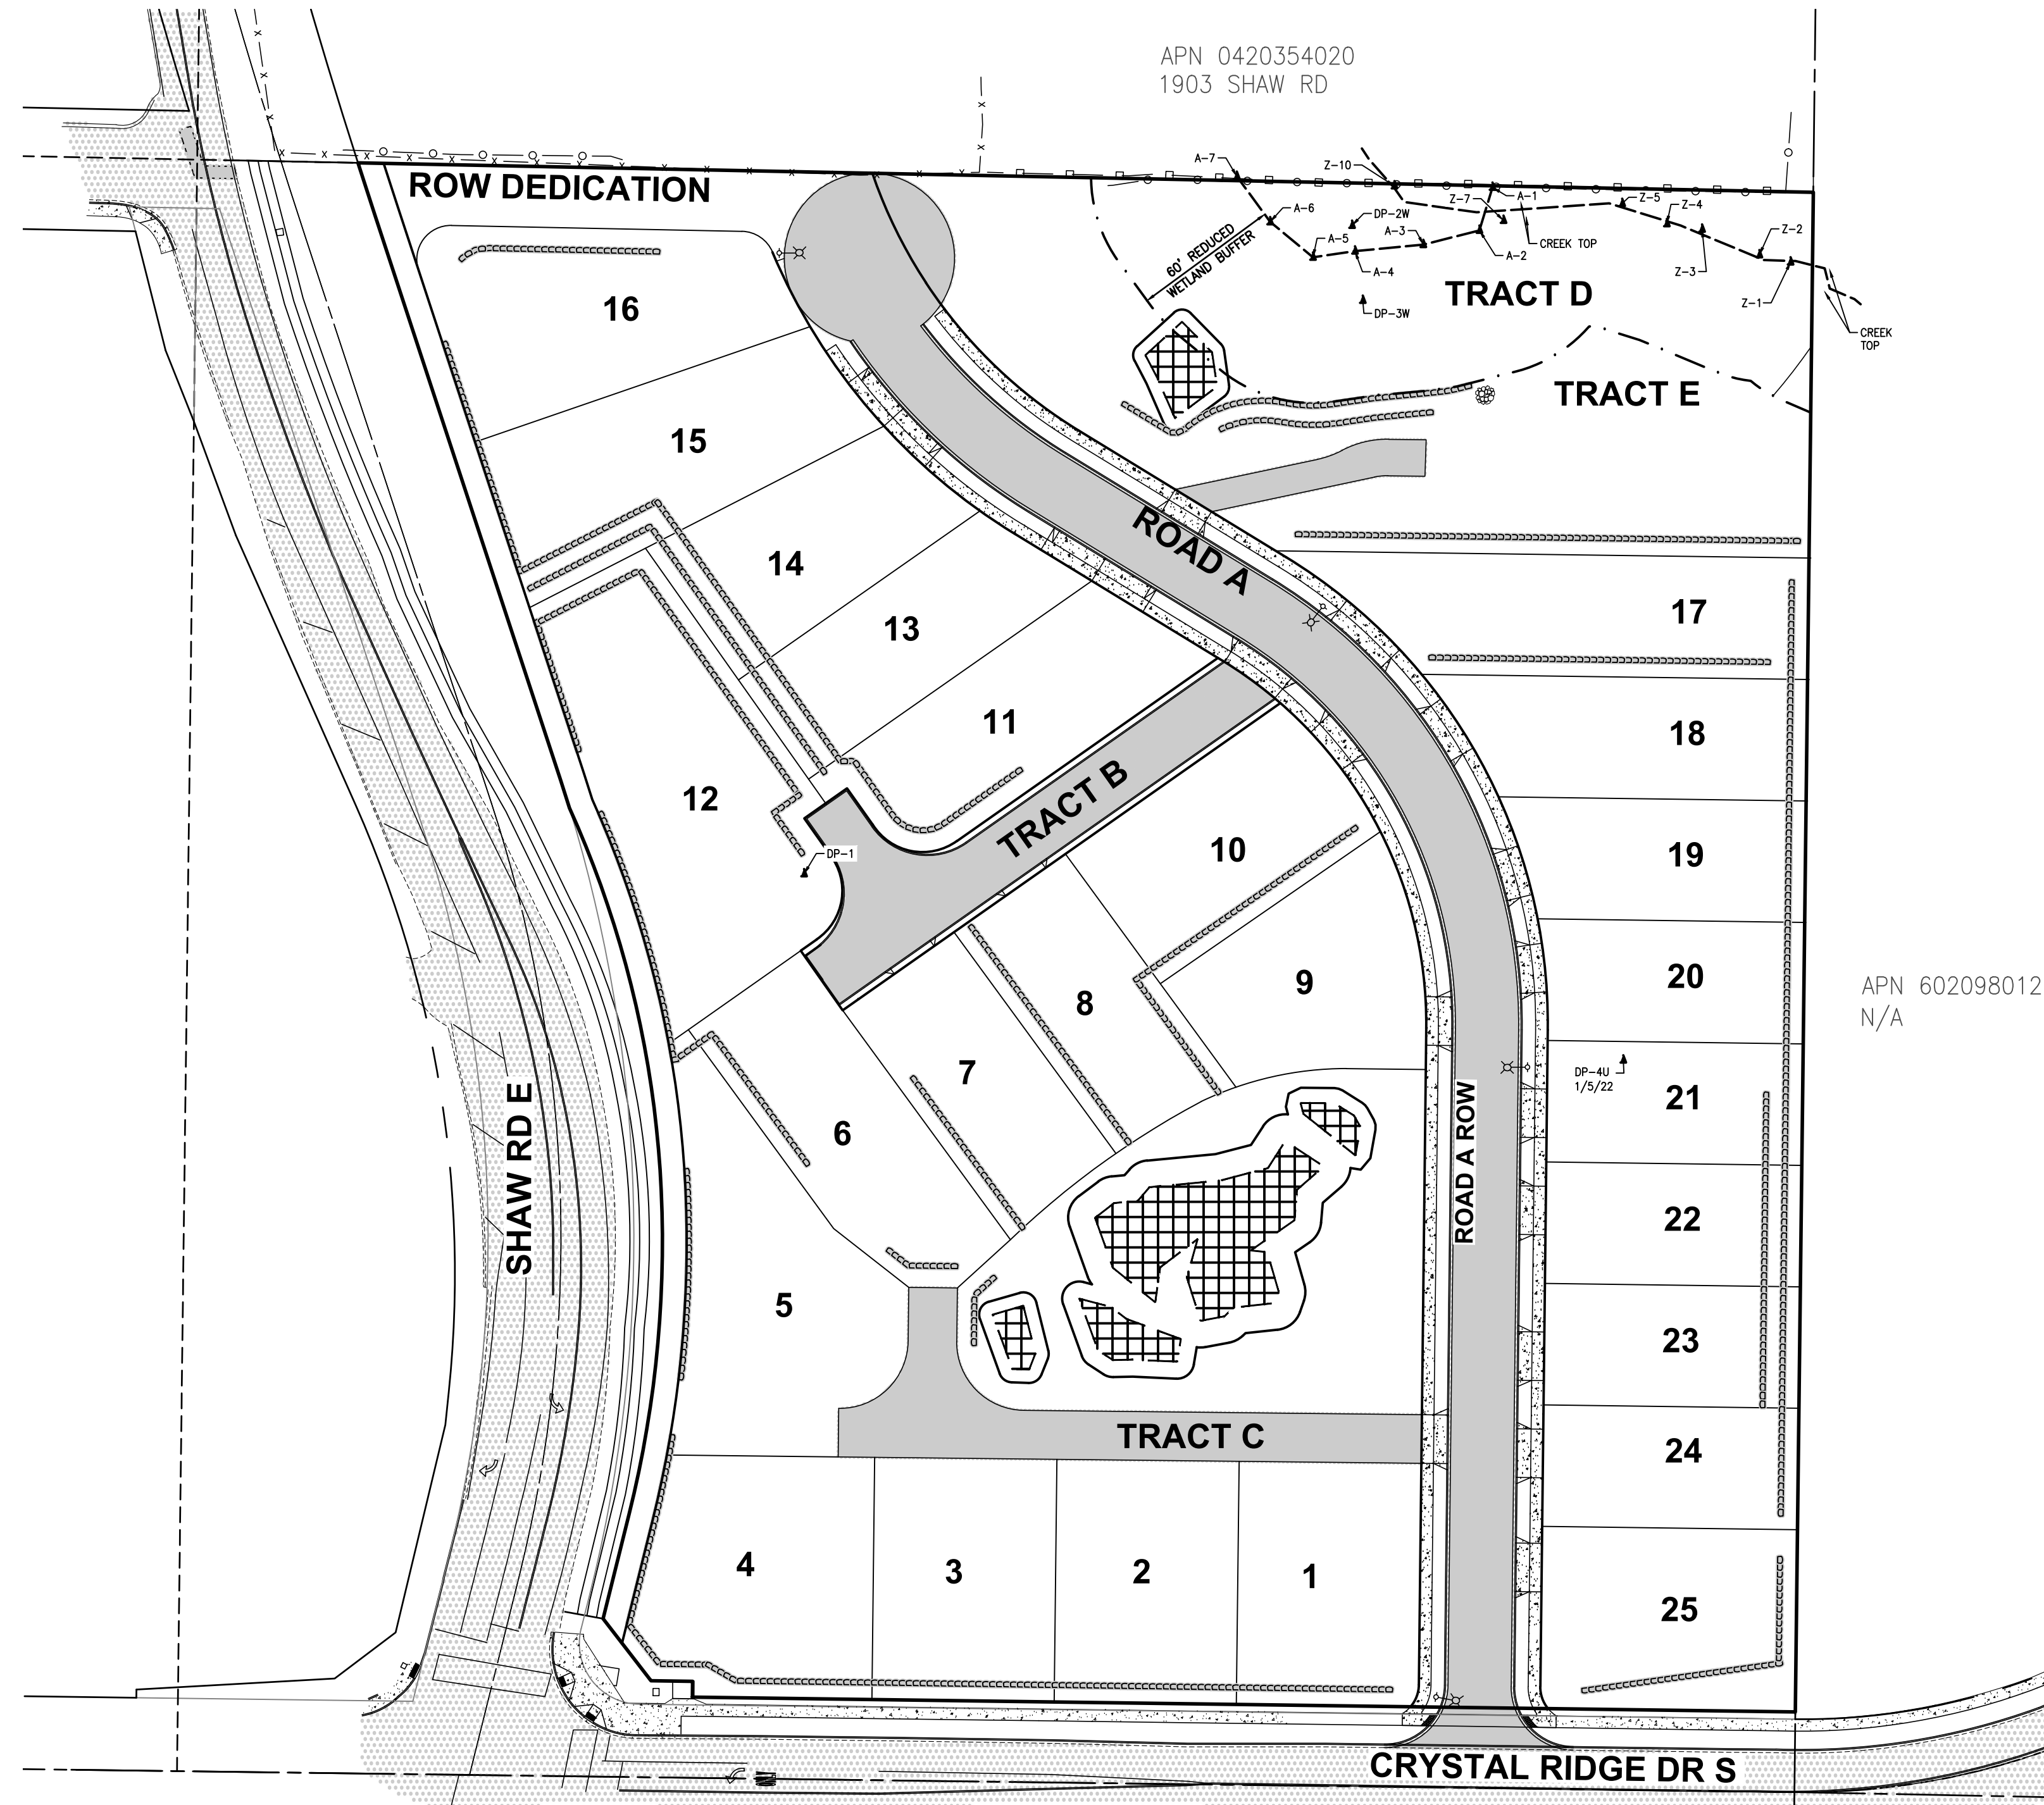 APN 0420354020
1903 SHAW RD
ROW DEDICATION
A-7
Z-10
A-6
DP-2W
Z-7
A-1
Z-5
Z-4
Z-2
60' REDUCED
WETLAND BUFFER
A-5
A-3
A-4
A-2
CREEK TOP
Z-3
Z-1
TRACT D
DP-3W
CREEK
TOP
16
TRACT E
15
ROAD A
14
17
13
11
18
12
TRACT B
DP-1
10
19
9
20
8
APN 602098012
N/A
7
DP-4U
1/5/22
21
6
SHAW RD E
ROAD A ROW
22
5
23
TRACT C
24
4
3
2
1
25
CRYSTAL RIDGE DR S